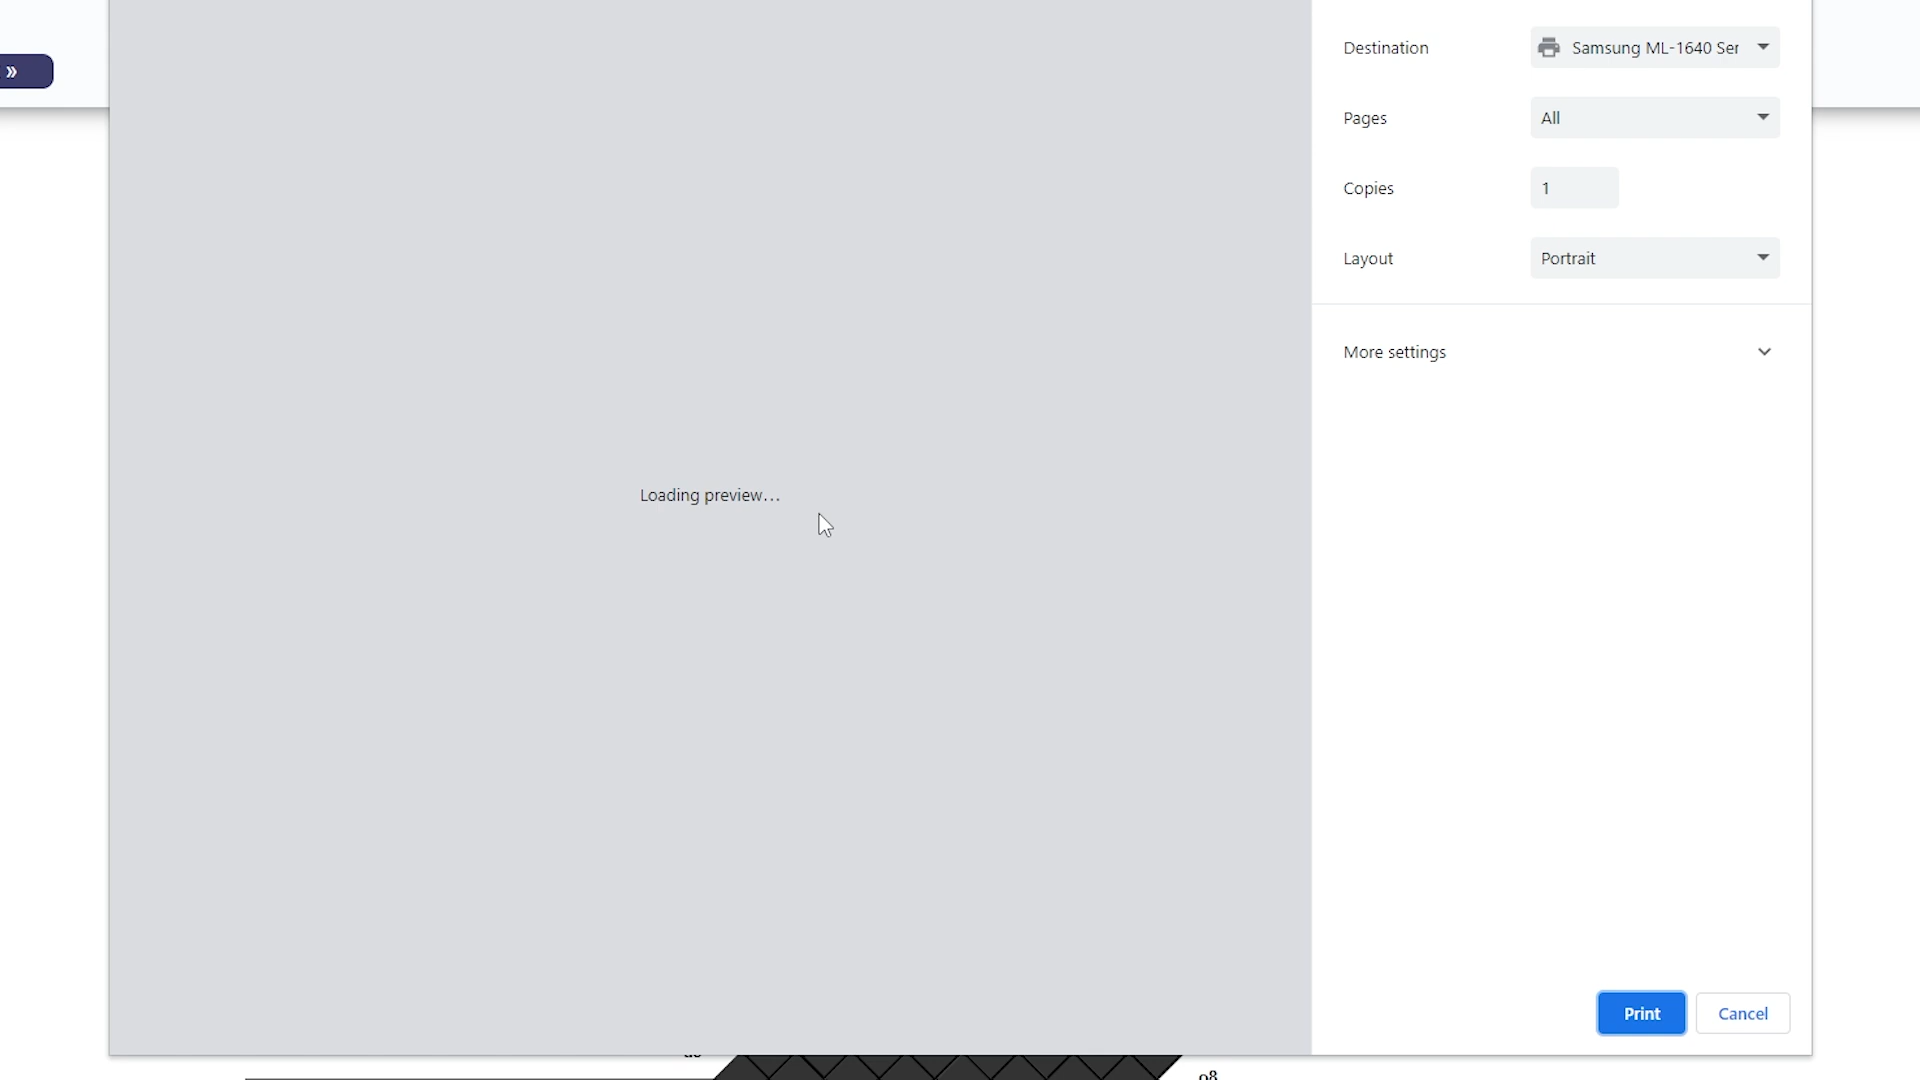 Destination
Samsung ML-1640 Ser
»
Pages
All
Copies
1
Layout
Portrait
More settings
Loading preview...
Print
Cancel